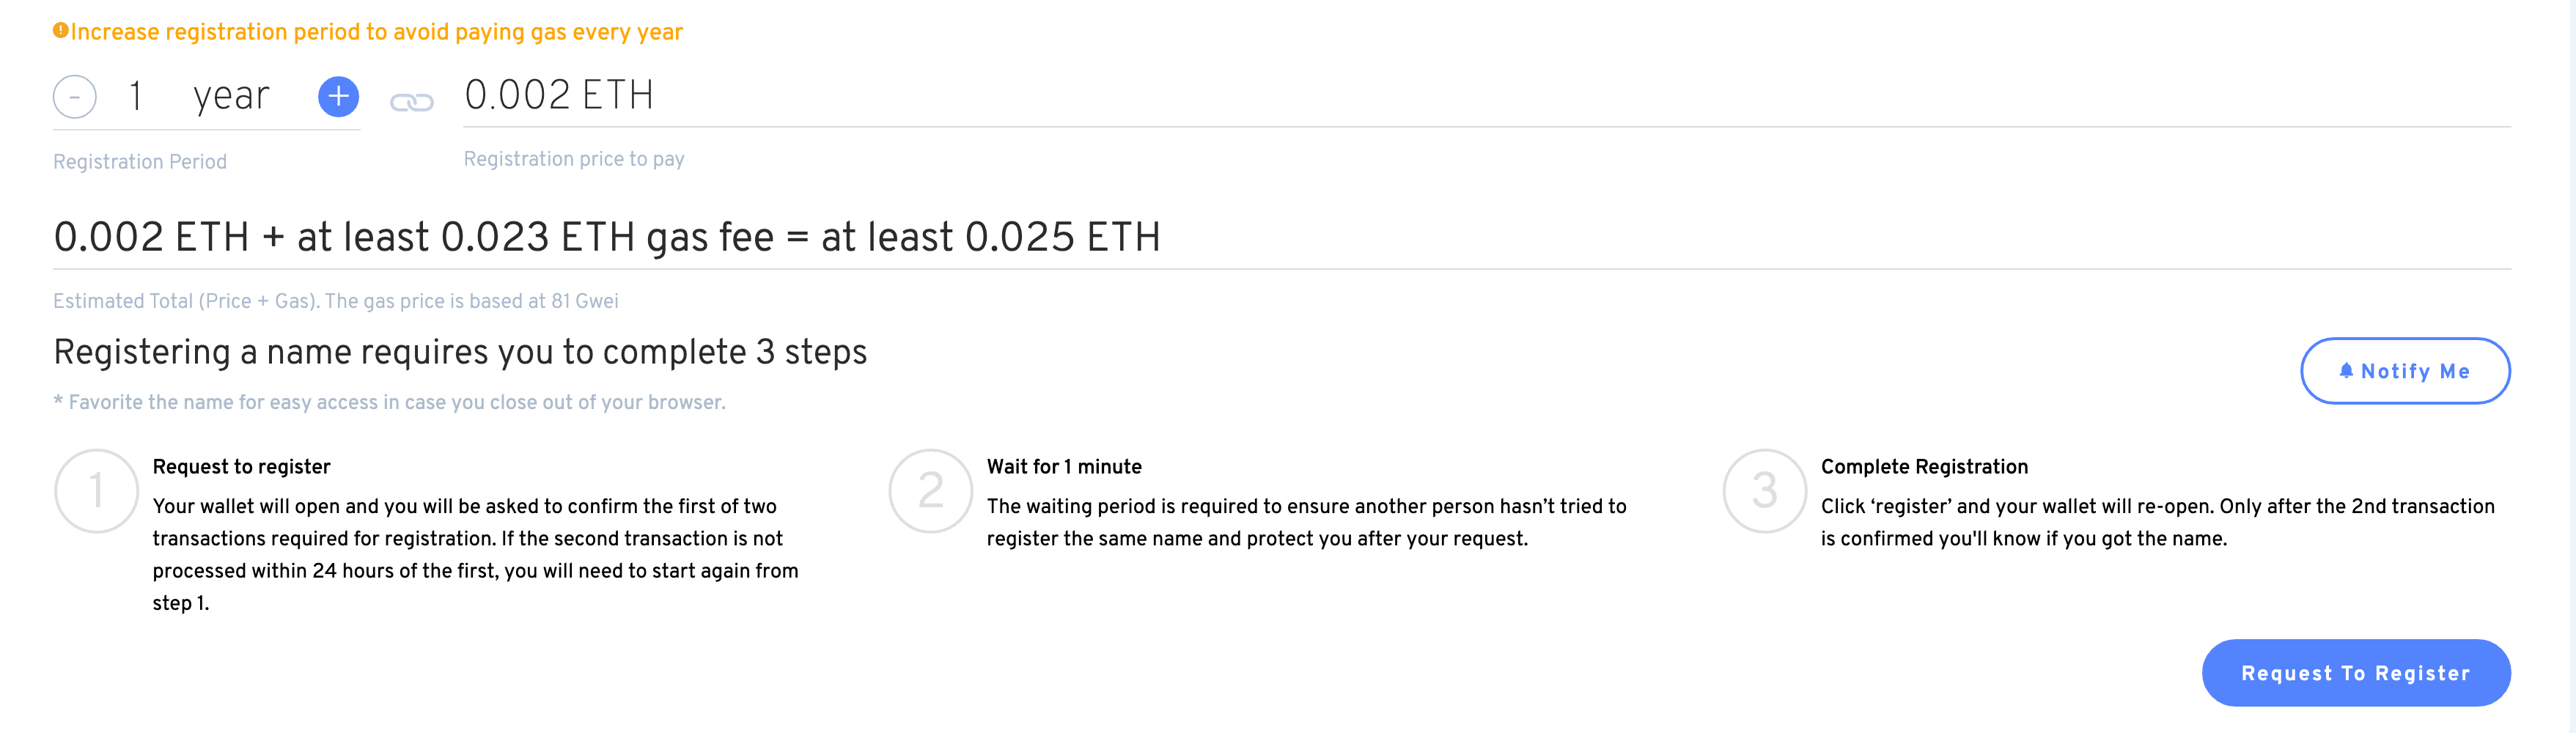 Increase registration period to avoid paying gas every year
- 1 year + 0.002 ETH
Registration Period
Registration price to pay
0.002 ETH + at least 0.023 ETH gas fee = at least 0.025 ETH
Estimated Total (Price + Gas). The gas price is based at 81 Gwei
Registering a name requires you to complete 3 steps
* Favorite the name for easy access in case you close out of your browser.
Notify Me
1
Request to register
Your wallet will open and you will be asked to confirm the first of two
transactions required for registration. If the second transaction is not
processed within 24 hours of the first, you will need to start again from
step 1.
2
Wait for 1 minute
The waiting period is required to ensure another person hasn’t tried to
register the same name and protect you after your request.
3
Complete Registration
Click ‘register’ and your wallet will re-open. Only after the 2nd transaction
is confirmed you'll know if you got the name.
Request To Register